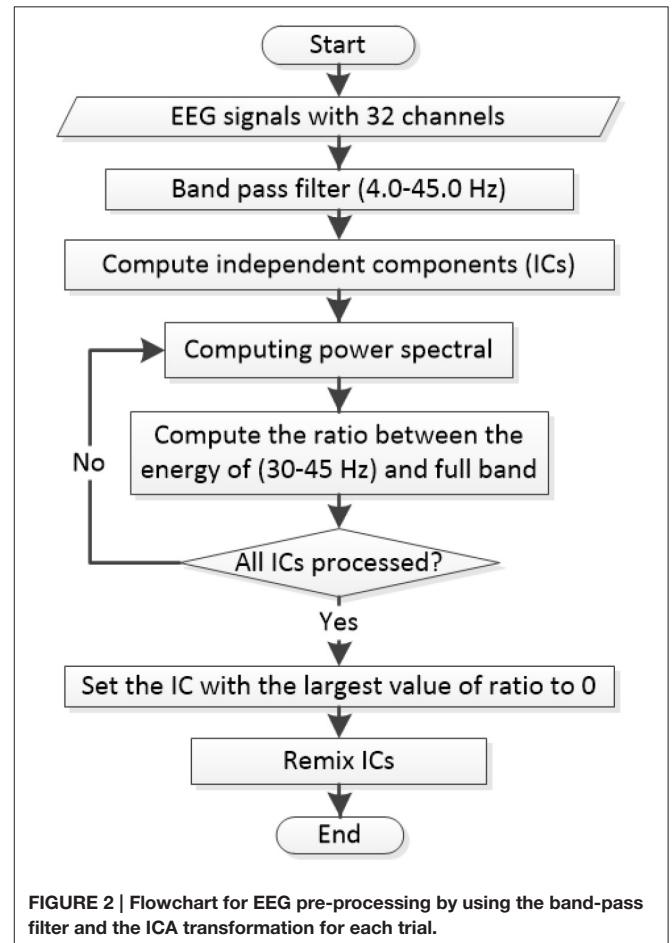 Start
EEG signals with 32 channels
Band pass filter (4.0-45.0 Hz)
Compute independent components (ICs)
Computing power spectral
Compute the ratio between the
energy of (30-45 Hz) and full band
No
All ICs processed?
Yes
Set the IC with the largest value of ratio to 0
Remix ICs
End
FIGURE 2 | Flowchart for EEG pre-processing by using the band-pass
filter and the ICA transformation for each trial.